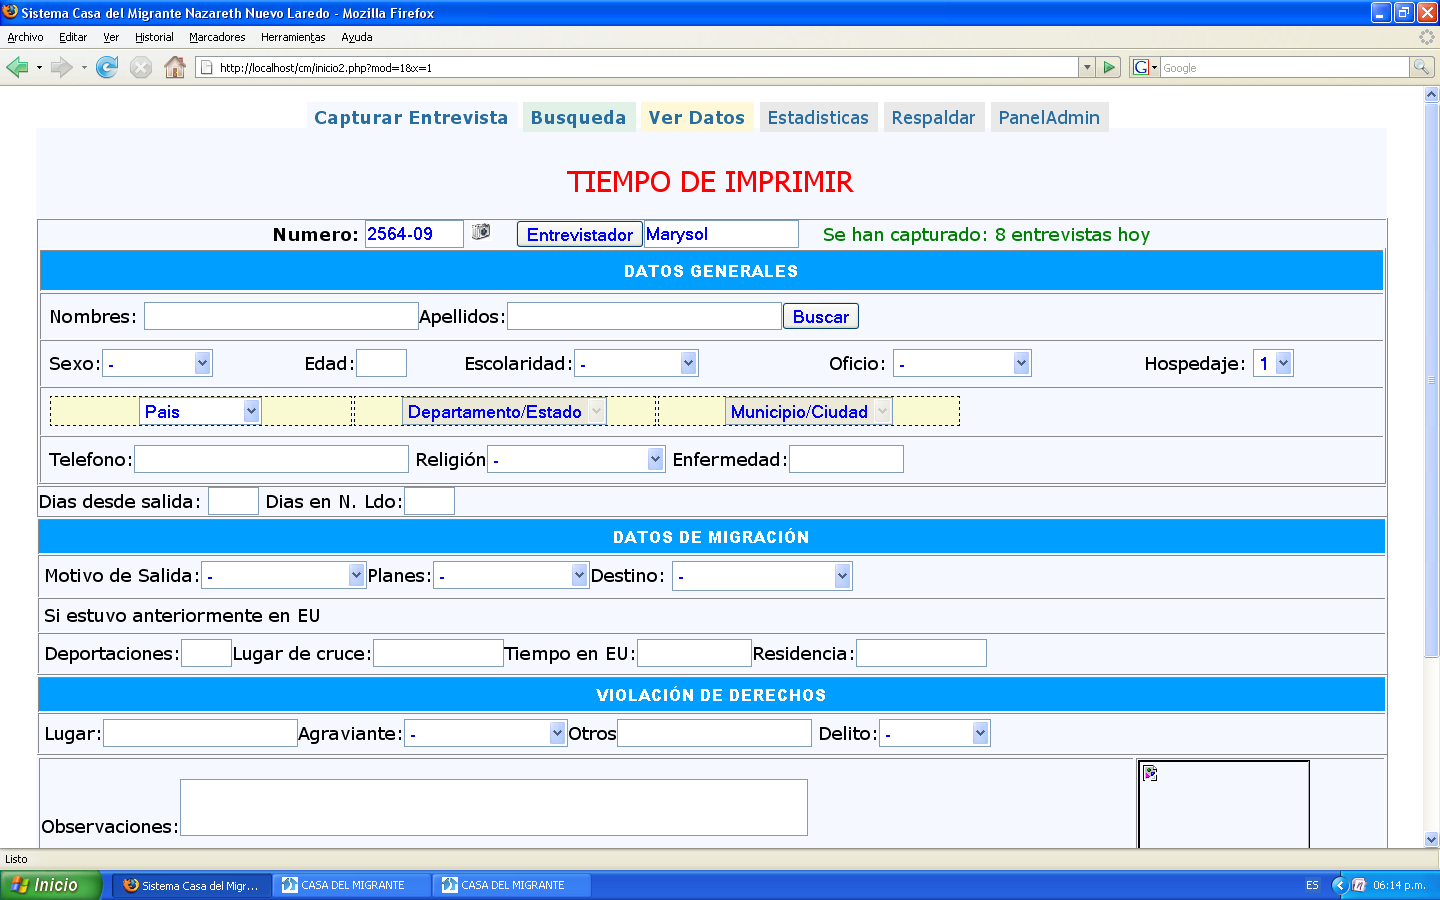 Sistema Casa del Migrante Nazareth Nuevo Laredo - Mozilla Firefox
Archivo Editar Ver Historial Marcadores Herramientas Ayuda
http://localhost/cm/inicio2.php?mod=1&x=1
G Google
Capturar Entrevista Busqueda Ver Datos Estadisticas Respaldar PanelAdmin
TIEMPO DE IMPRIMIR
Numero: 2564-09 Entrevistador Marysol Se han capturado: 8 entrevistas hoy
DATOS GENERALES
Nombres: Apellidos: Buscar
Sexo: - Edad: Escolaridad: - Oficio: - Hospedaje: 1
Pais Departamento/Estado Municipio/Ciudad
Telefono: Religión - Enfermedad:
Dias desde salida: Dias en N. Ldo:
DATOS DE MIGRACIÓN
Motivo de Salida: - Planes: - Destino: -
Si estuvo anteriormente en EU
Deportaciones: Lugar de cruce: Tiempo en EU: Residencia:
VIOLACIÓN DE DERECHOS
Lugar: Agraviante: - Otros Delito: -
Observaciones:
Listo
Inicio Sistema Casa del Migr... CASA DEL MIGRANTE CASA DEL MIGRANTE ES 06:14 p.m.